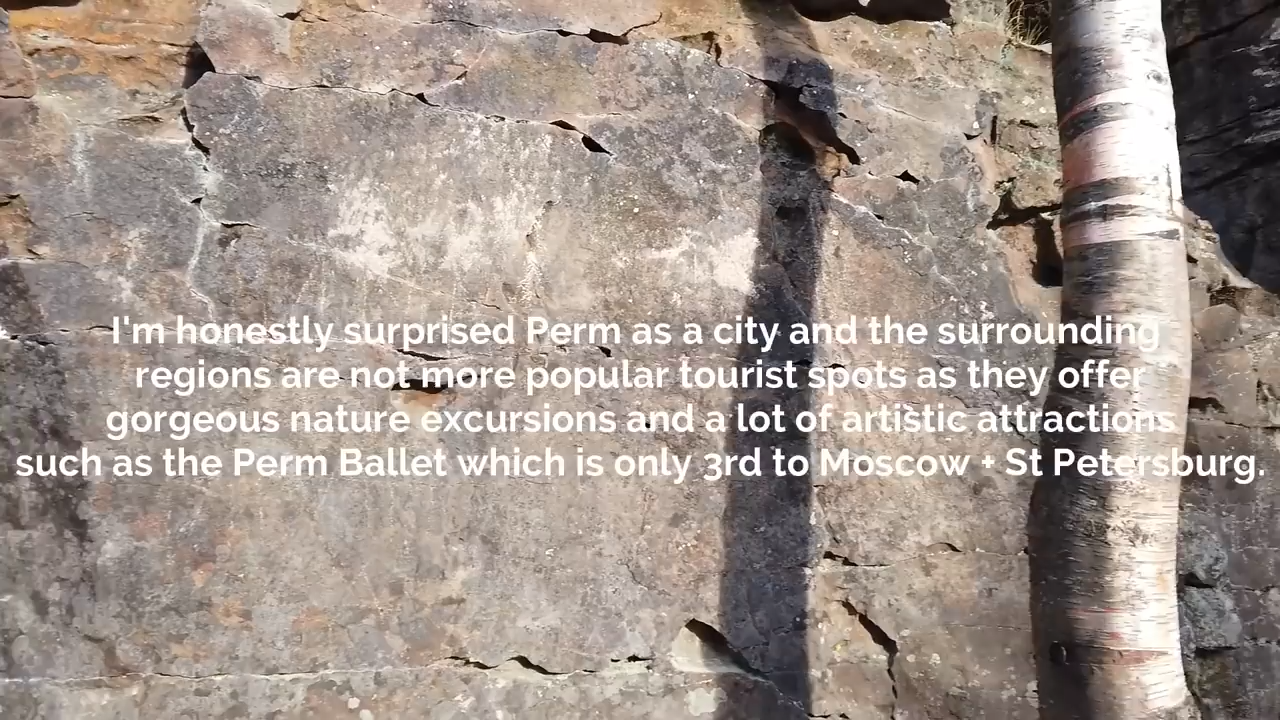 I'm honestly surprised Perm as a city and the surrounding
regions are not more popular tourist spots as they offer
gorgeous nature excursions and a lot of artistic attractions
such as the Perm Ballet which is only 3rd to Moscow + St Petersburg.